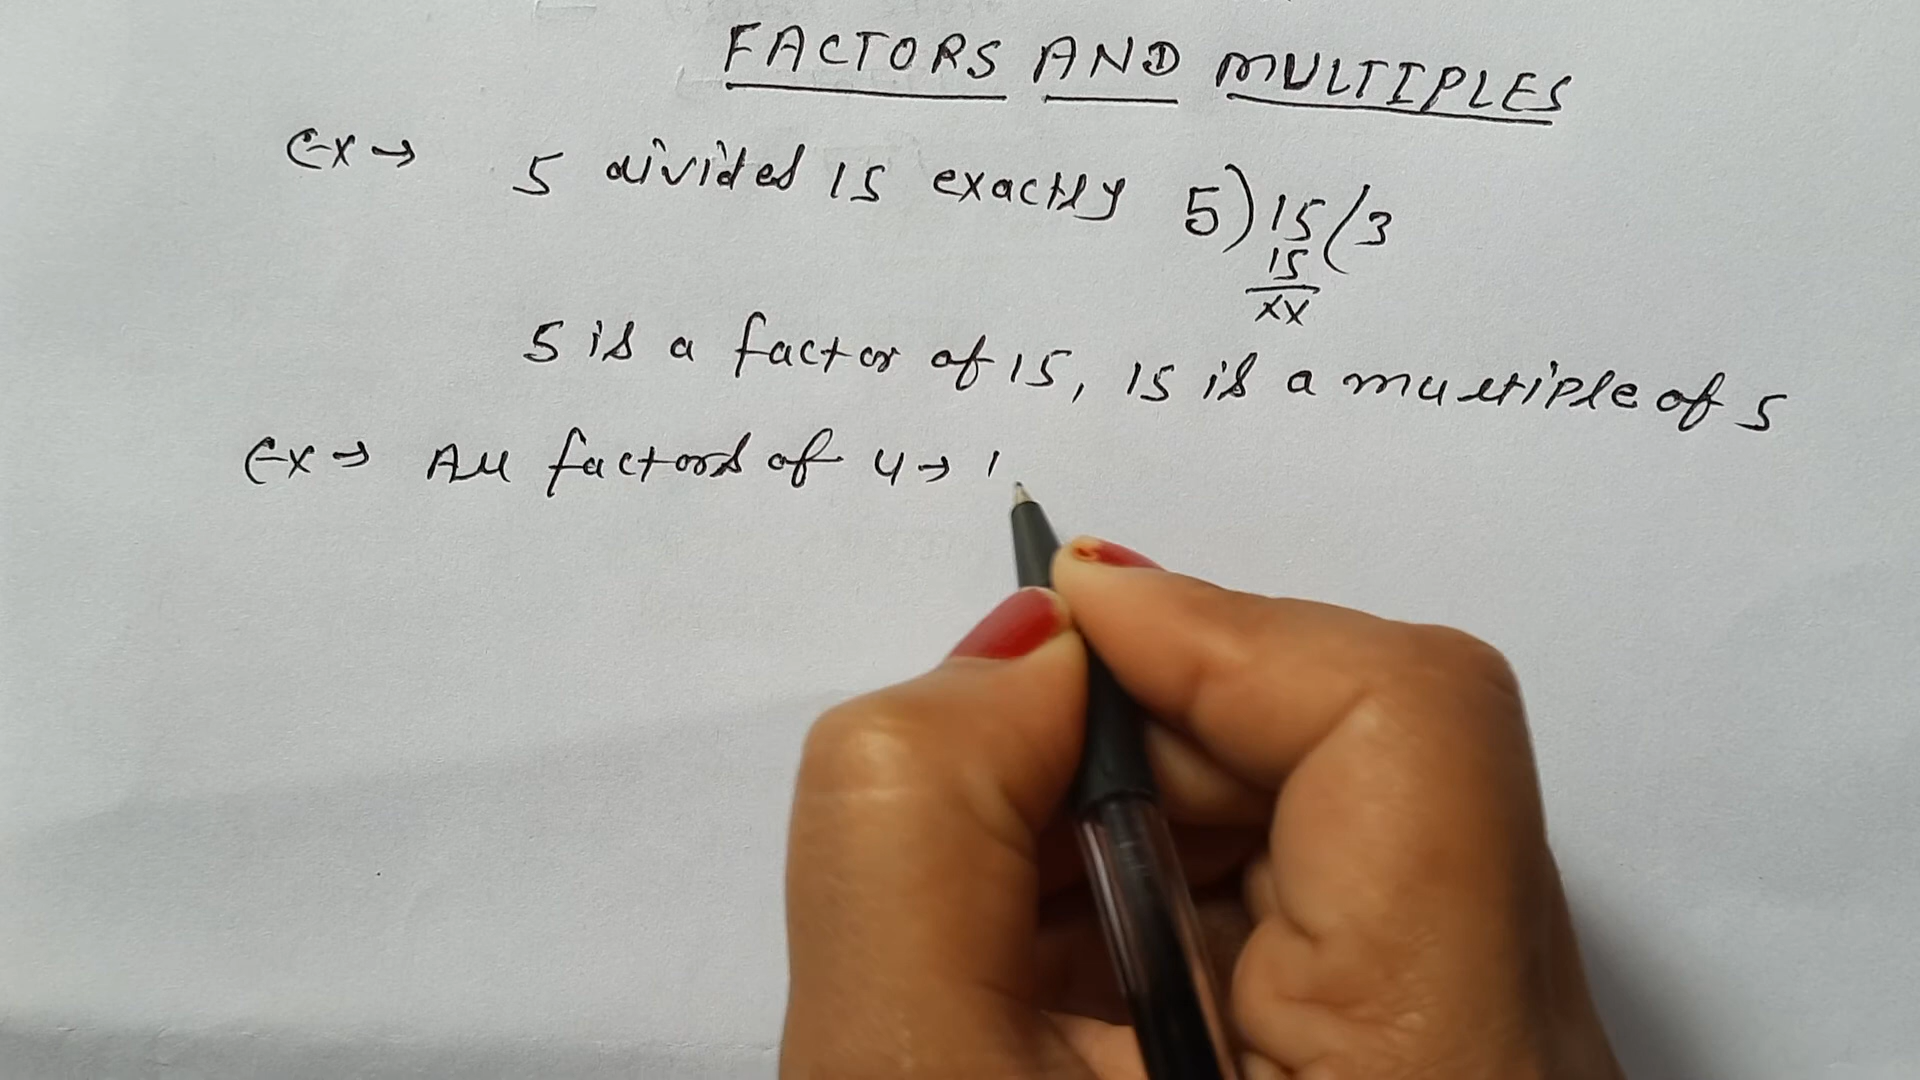 FACTORS AND MULTIPLES
Ex → 5 divided 15 exactly 5)15(3
15
xx
5 is a factor of 15, 15 is a multiple of 5
Ex → All factors of 4 → 1